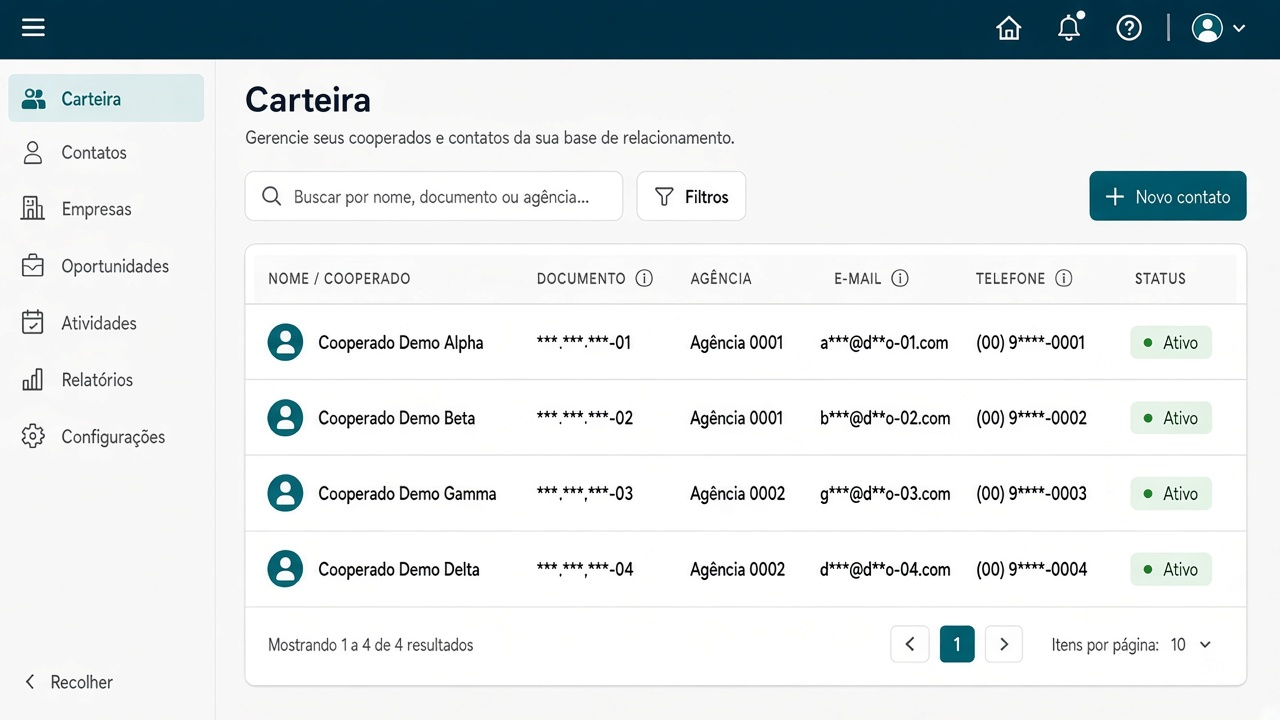 Carteira
Contatos
Empresas
Oportunidades
Atividades
Relatórios
Configurações
Recolher
Carteira
Gerencie seus cooperados e contatos da sua base de relacionamento.
Buscar por nome, documento ou agência...
Filtros
Novo contato
NOME / COOPERADO DOCUMENTO AGÊNCIA E-MAIL TELEFONE STATUS
Cooperado Demo Alpha ***.***.***-01 Agência 0001 a***@d**o-01.com (00) 9****-0001 Ativo
Cooperado Demo Beta ***.***.***-02 Agência 0001 b***@d**o-02.com (00) 9****-0002 Ativo
Cooperado Demo Gamma ***.***,***-03 Agência 0002 g***@d**o-03.com (00) 9****-0003 Ativo
Cooperado Demo Delta ***.***,***-04 Agência 0002 d***@d**o-04.com (00) 9****-0004 Ativo
Mostrando 1 a 4 de 4 resultados 1 Itens por página: 10